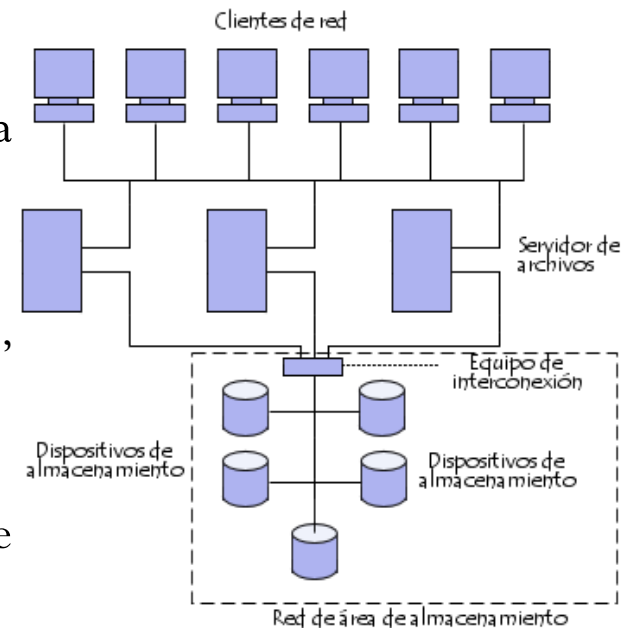 Clientes de red
a
Servidor de
archivos
,
Equipo de
interconexión
Dispositivos de
almacenamiento
Dispositivos de
almacenamiento
e
Red de área de almacenamiento